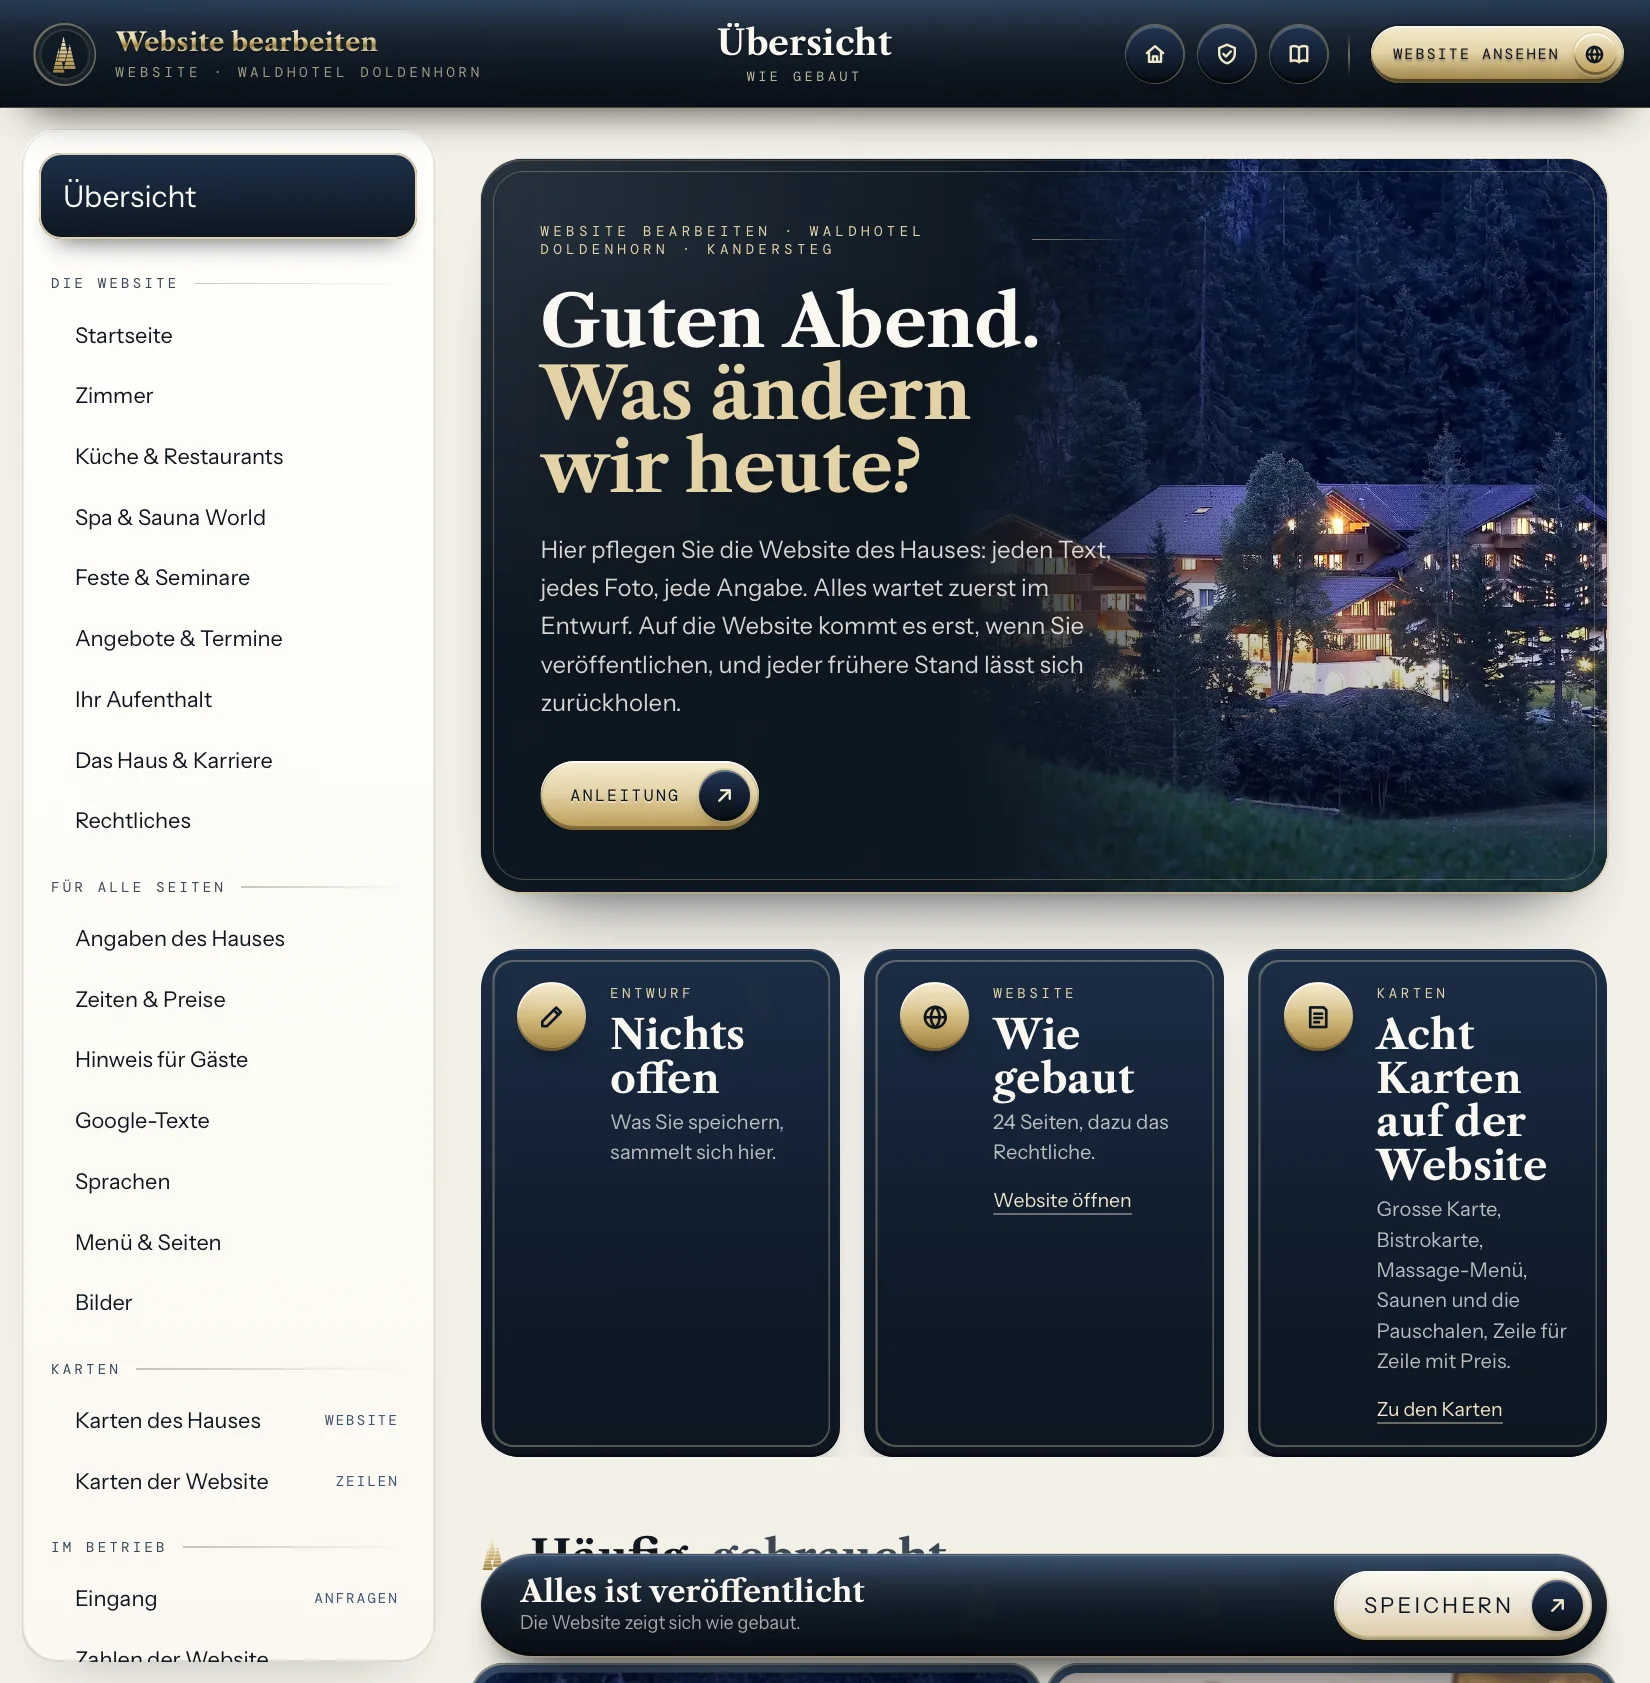 Website bearbeiten
WEBSITE · WALDHOTEL DOLDENHORN
Übersicht
WIE GEBAUT
WEBSITE ANSEHEN
Übersicht
DIE WEBSITE
Startseite
Zimmer
Küche & Restaurants
Spa & Sauna World
Feste & Seminare
Angebote & Termine
Ihr Aufenthalt
Das Haus & Karriere
Rechtliches
FÜR ALLE SEITEN
Angaben des Hauses
Zeiten & Preise
Hinweis für Gäste
Google-Texte
Sprachen
Menü & Seiten
Bilder
KARTEN
Karten des Hauses WEBSITE
Karten der Website ZEILEN
IM BETRIEB
Eingang ANFRAGEN
Zahlen der Website
WEBSITE BEARBEITEN · WALDHOTEL
DOLDENHORN · KANDERSTEG
Guten Abend.
Was ändern
wir heute?
Hier pflegen Sie die Website des Hauses: jeden Text,
jedes Foto, jede Angabe. Alles wartet zuerst im
Entwurf. Auf die Website kommt es erst, wenn Sie
veröffentlichen, und jeder frühere Stand lässt sich
zurückholen.
ANLEITUNG
ENTWURF
Nichts
offen
Was Sie speichern,
sammelt sich hier.
WEBSITE
Wie
gebaut
24 Seiten, dazu das
Rechtliche.
Website öffnen
KARTEN
Acht
Karten
auf der
Website
Grosse Karte,
Bistrokarte,
Massage-Menü,
Saunen und die
Pauschalen, Zeile für
Zeile mit Preis.
Zu den Karten
Häufig gebraucht
Alles ist veröffentlicht
Die Website zeigt sich wie gebaut.
SPEICHERN